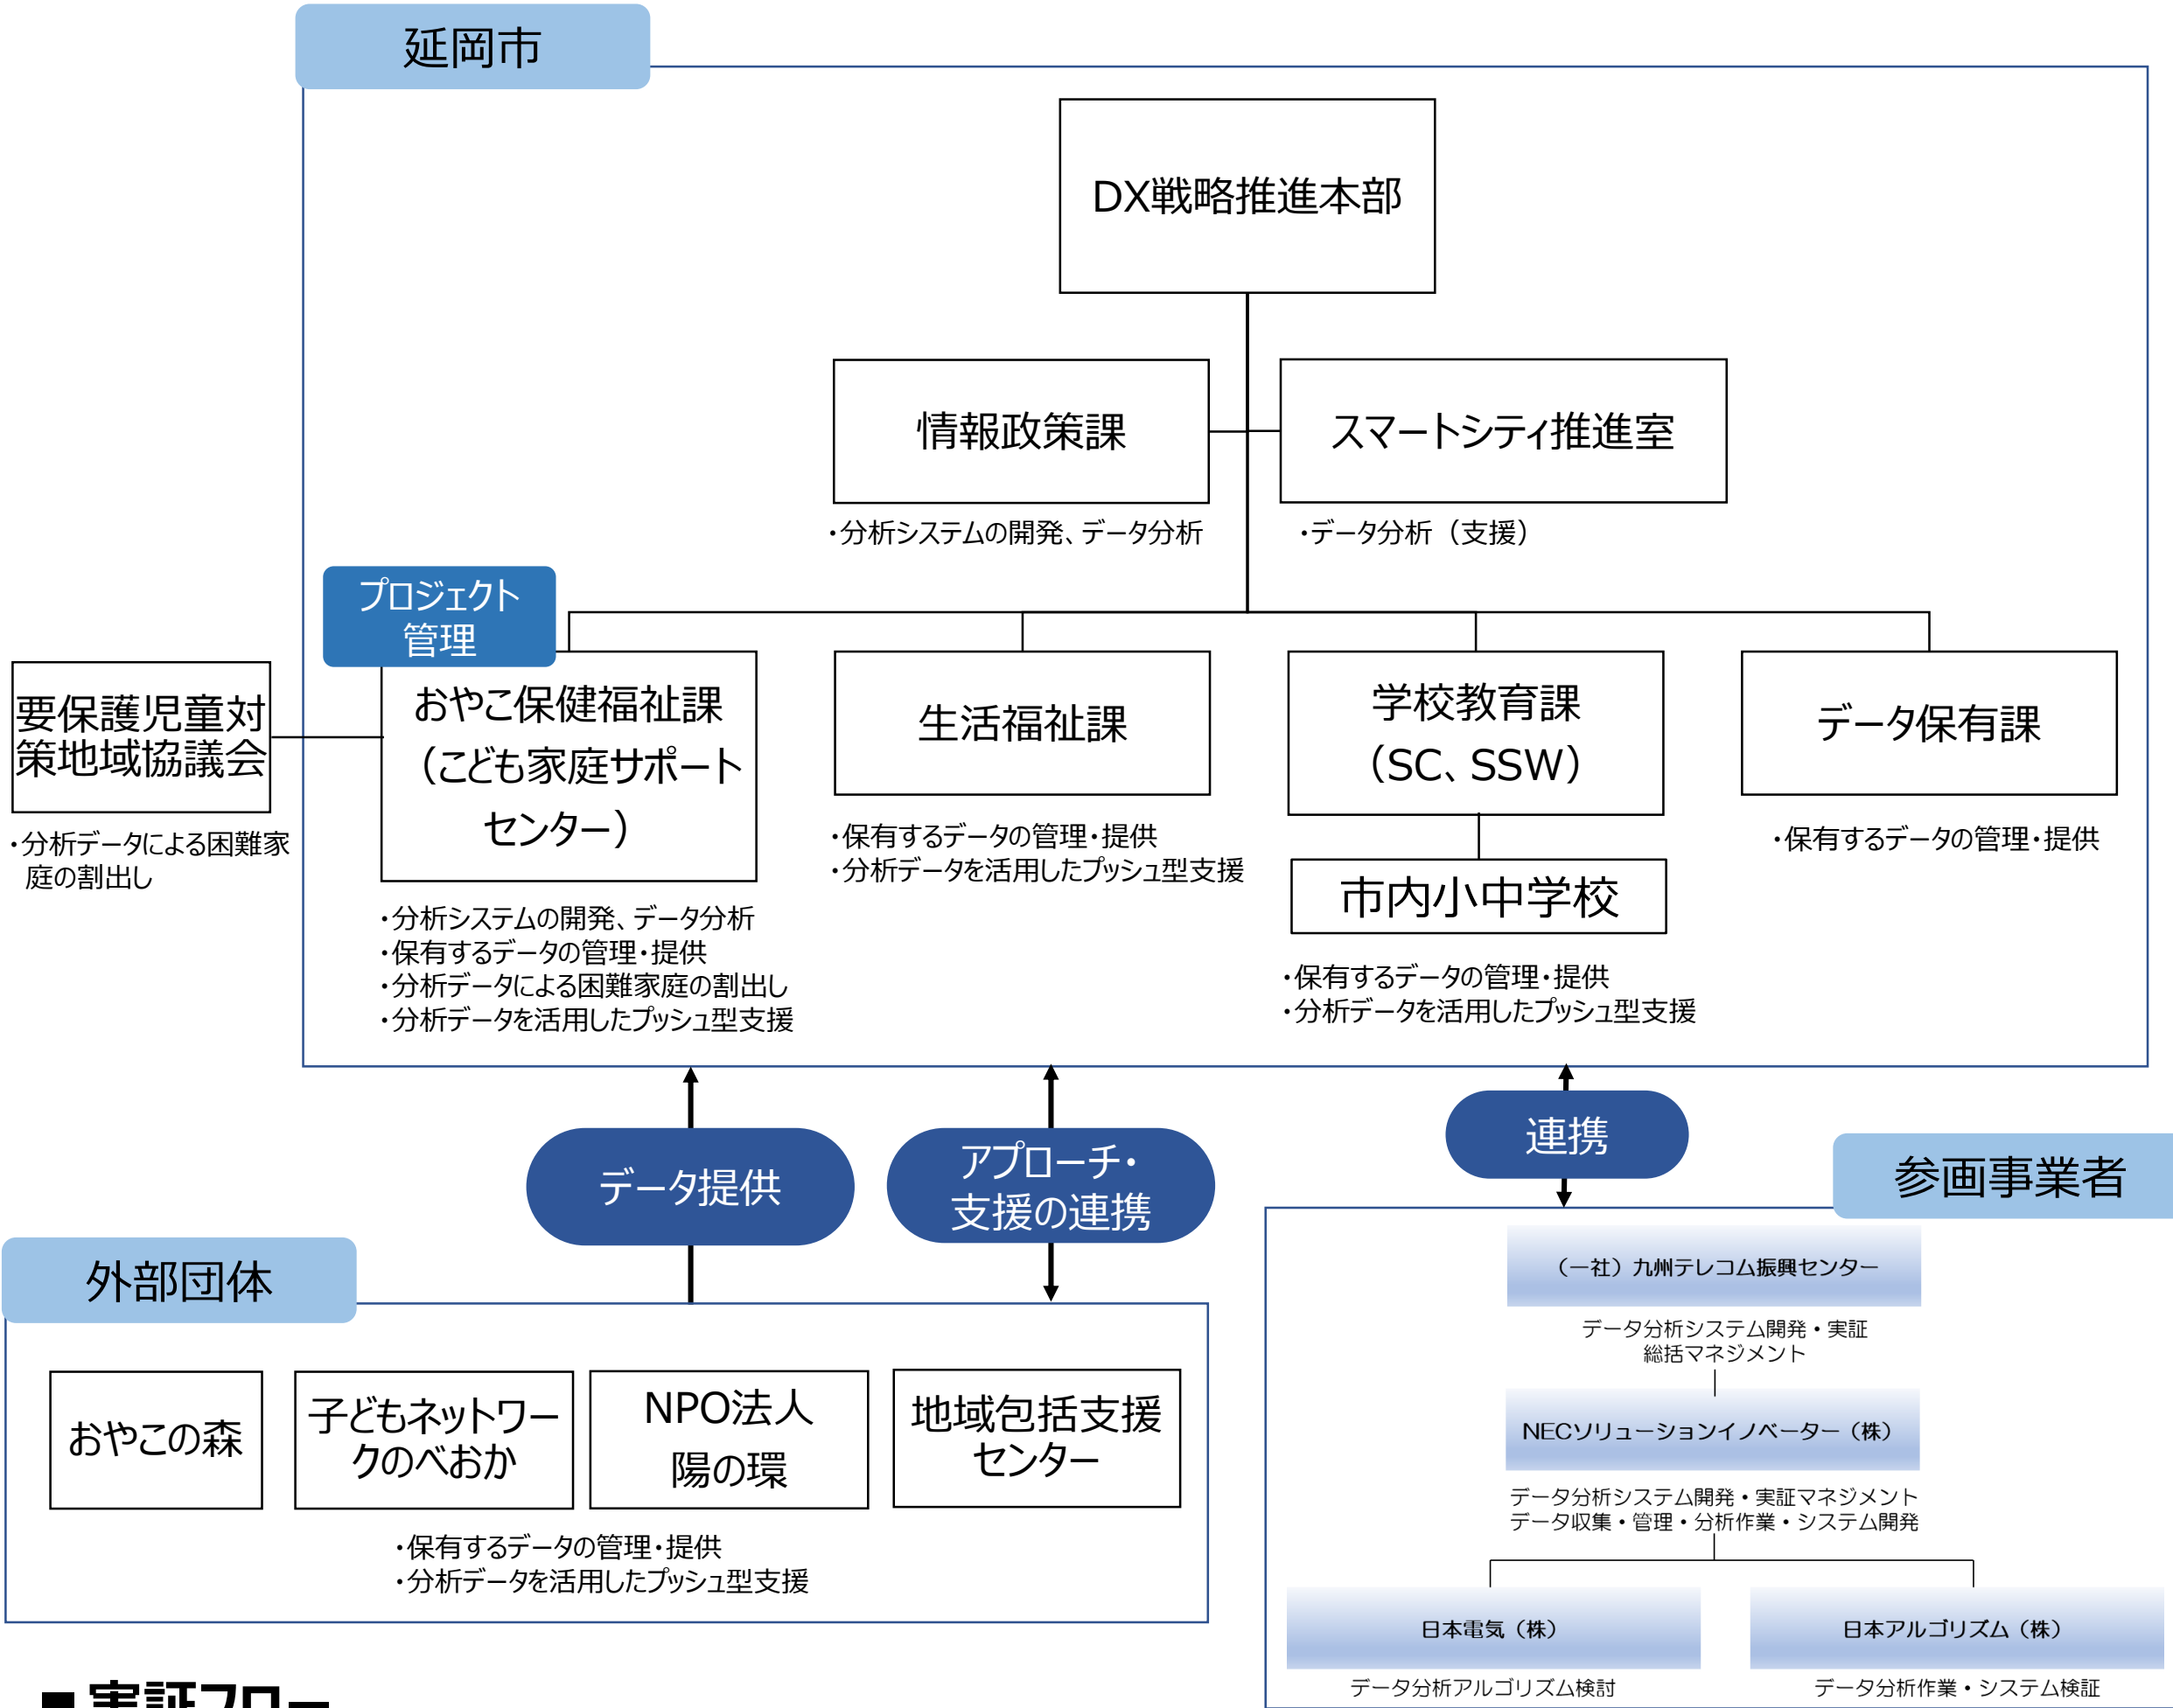 延岡市
DX戦略推進本部
情報政策課
・分析システムの開発、データ分析
スマートシティ推進室
・データ分析（支援）
プロジェクト
管理
要保護児童対
策地域協議会
・分析データによる困難家
庭の割出し
おやこ保健福祉課
（こども家庭サポート
センター）
・分析システムの開発、データ分析
・保有するデータの管理・提供
・分析データによる困難家庭の割出し
・分析データを活用したプッシュ型支援
生活福祉課
・保有するデータの管理・提供
・分析データを活用したプッシュ型支援
学校教育課
（SC、SSW）
市内小中学校
・保有するデータの管理・提供
・分析データを活用したプッシュ型支援
データ保有課
・保有するデータの管理・提供
データ提供
アプローチ・
支援の連携
連携
外部団体
おやこの森
子どもネットワー
クのべおか
NPO法人
陽の環
地域包括支援
センター
・保有するデータの管理・提供
・分析データを活用したプッシュ型支援
参画事業者
（一社）九州テレコム振興センター
データ分析システム開発・実証
総括マネジメント
NECソリューションイノベーター（株）
データ分析システム開発・実証マネジメント
データ収集・管理・分析作業・システム開発
日本電気（株）
データ分析アルゴリズム検討
日本アルゴリズム（株）
データ分析作業・システム検証
■実証フロー